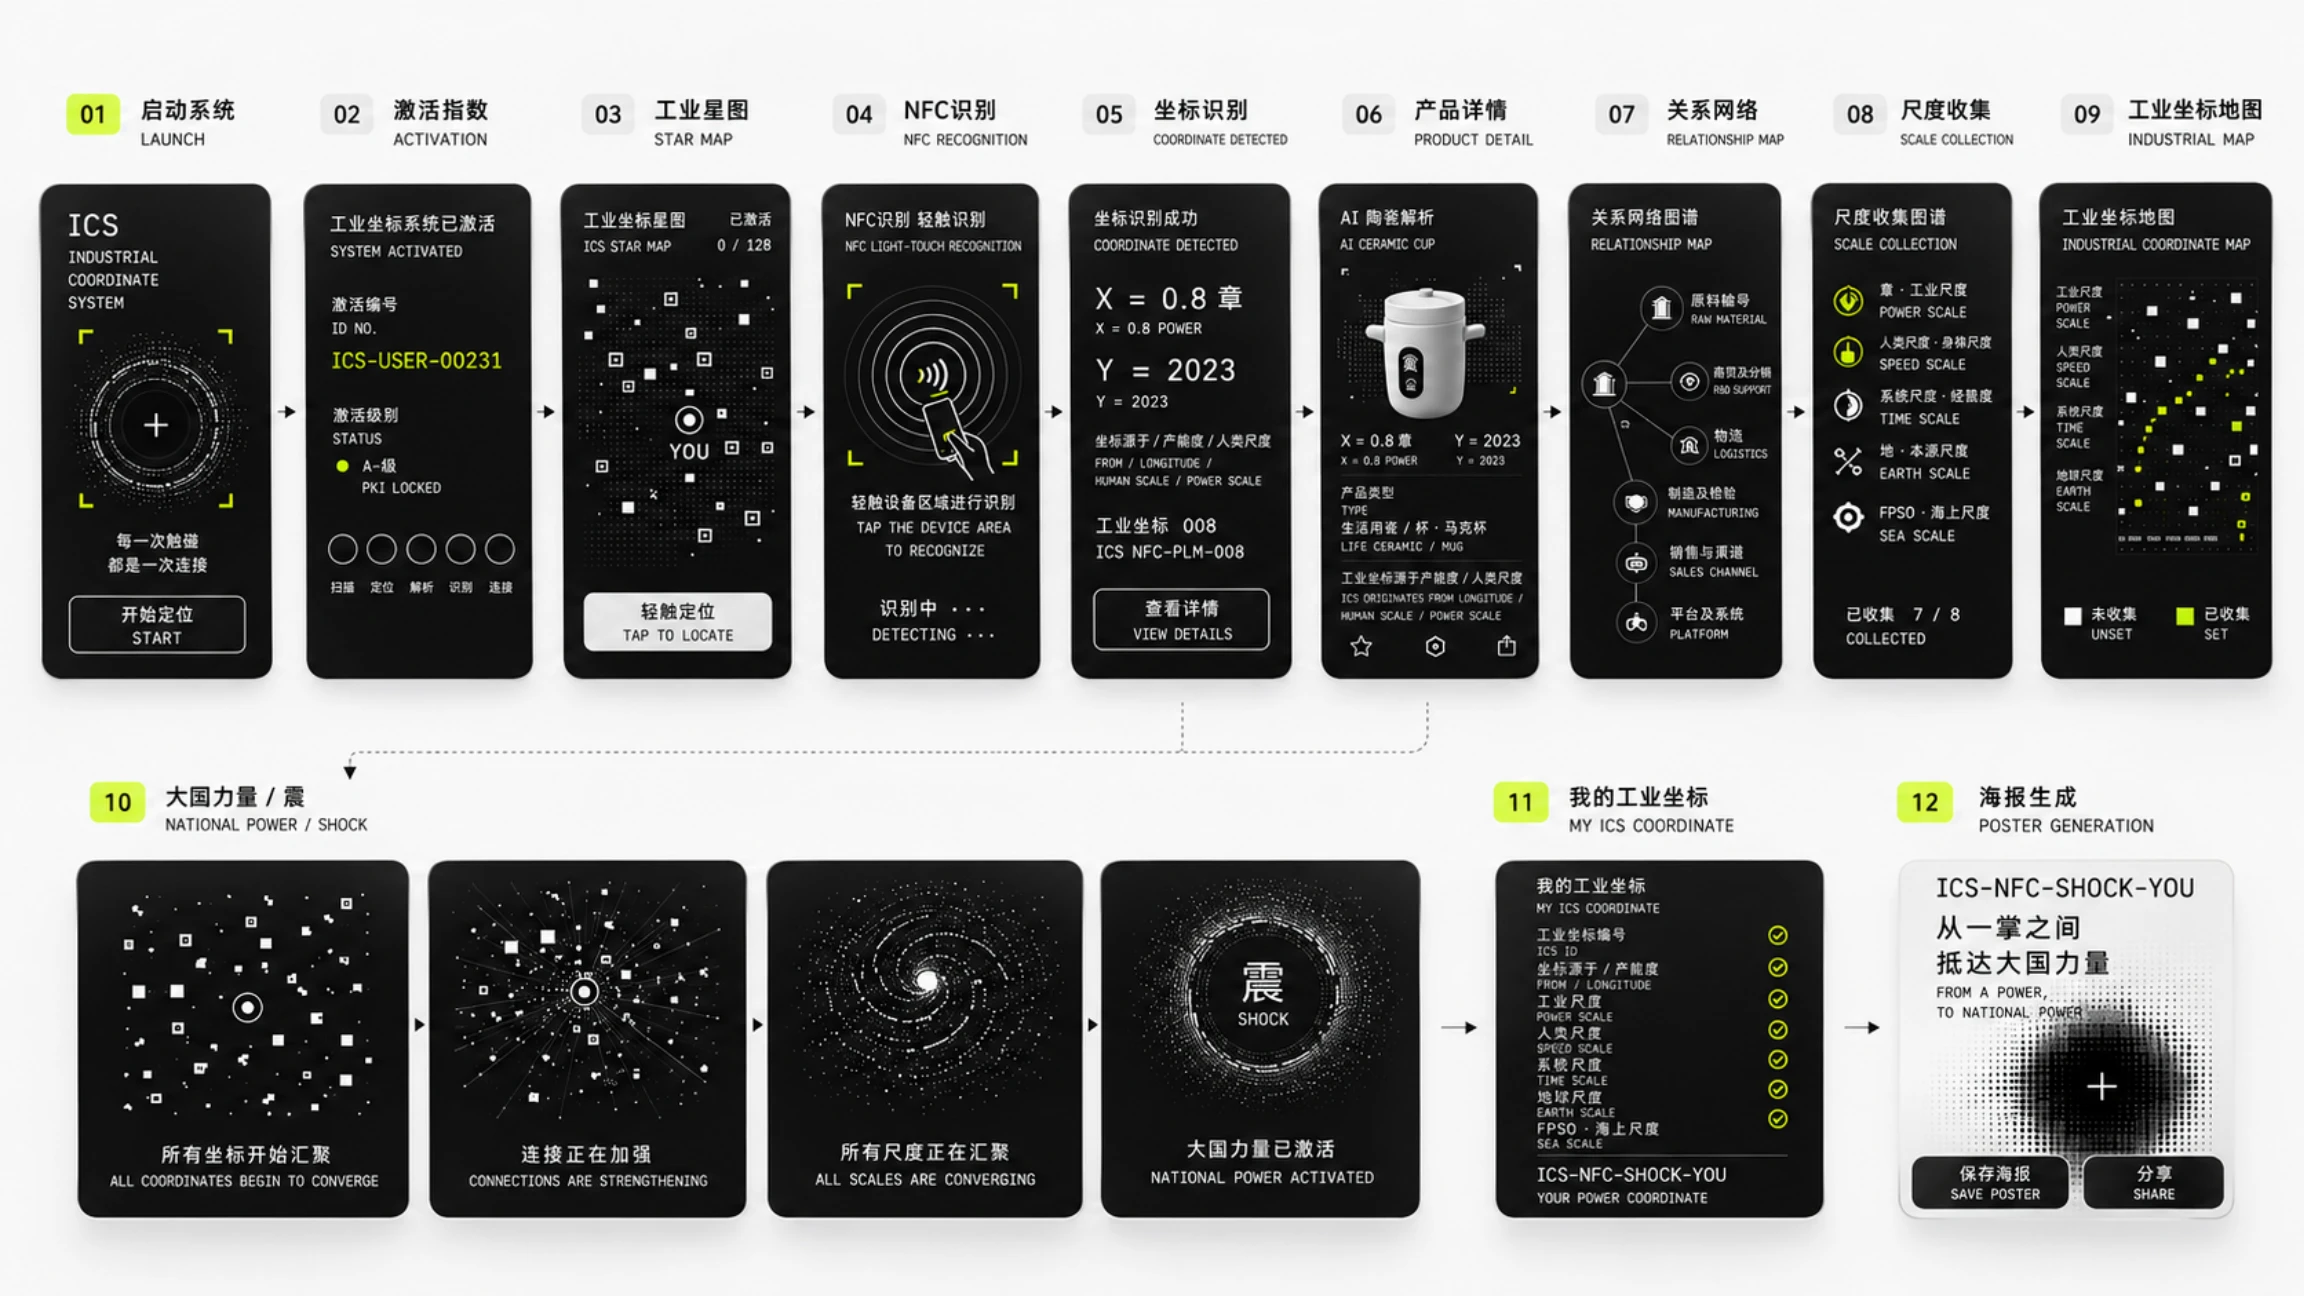 01 启动系统
LAUNCH
02 激活指数
ACTIVATION
03 工业星图
STAR MAP
04 NFC识别
NFC RECOGNITION
05 坐标识别
COORDINATE DETECTED
06 产品详情
PRODUCT DETAIL
07 关系网络
RELATIONSHIP MAP
08 尺度收集
SCALE COLLECTION
09 工业坐标地图
INDUSTRIAL MAP
ICS
INDUSTRIAL
COORDINATE
SYSTEM
每一次触碰
都是一次连接
开始定位
START
工业坐标系统已激活
SYSTEM ACTIVATED
激活编号
ID NO.
ICS-USER-00231
激活级别
STATUS
A-级
PKI LOCKED
扫描 定位 解析 识别 连接
工业坐标星图 已激活
ICS STAR MAP 0 / 128
YOU
轻触定位
TAP TO LOCATE
NFC识别 轻触识别
NFC LIGHT-TOUCH RECOGNITION
轻触设备区域进行识别
TAP THE DEVICE AREA
TO RECOGNIZE
识别中 ···
DETECTING ···
坐标识别成功
COORDINATE DETECTED
X = 0.8 章
X = 0.8 POWER
Y = 2023
Y = 2023
坐标源于 / 产能度 / 人类尺度
FROM / LONGITUDE /
HUMAN SCALE / POWER SCALE
工业坐标 008
ICS NFC-PLM-008
查看详情
VIEW DETAILS
AI 陶瓷解析
AI CERAMIC CUP
X = 0.8 Y = 2023
X = 0.8 POWER Y = 2023
产品类型
TYPE
生活用瓷 / 杯 · 马克杯
LIFE CERAMIC / MUG
工业坐标源于产能度 / 人类尺度
ICS ORIGINATES FROM LONGITUDE /
HUMAN SCALE / POWER SCALE
关系网络图谱
RELATIONSHIP MAP
原料
RAW MATERIAL
R&D SUPPORT
物流
LOGISTICS
制造及检验
MANUFACTURING
销售与渠道
SALES CHANNEL
平台及系统
PLATFORM
尺度收集图谱
SCALE COLLECTION
章 · 工业尺度
POWER SCALE
人类尺度 · 身体尺度
SPEED SCALE
系统尺度
TIME SCALE
地 · 本源尺度
EARTH SCALE
FPSO · 海上尺度
SEA SCALE
已收集 7 / 8
COLLECTED
工业坐标地图
INDUSTRIAL COORDINATE MAP
工业尺度
POWER
SCALE
人类尺度
SPEED
SCALE
系统尺度
TIME
SCALE
地球尺度
EARTH
SCALE
未收集 已收集
UNSET SET
10 大国力量 / 震
NATIONAL POWER / SHOCK
11 我的工业坐标
MY ICS COORDINATE
12 海报生成
POSTER GENERATION
所有坐标开始汇聚
ALL COORDINATES BEGIN TO CONVERGE
连接正在加强
CONNECTIONS ARE STRENGTHENING
所有尺度正在汇聚
ALL SCALES ARE CONVERGING
震
SHOCK
大国力量已激活
NATIONAL POWER ACTIVATED
我的工业坐标
MY ICS COORDINATE
工业坐标编号
ICS ID
坐标源于 / 产能度
FROM / LONGITUDE
工业尺度
POWER SCALE
人类尺度
SPEED SCALE
系统尺度
TIME SCALE
地球尺度
EARTH SCALE
FPSO · 海上尺度
SEA SCALE
ICS-NFC-SHOCK-YOU
YOUR POWER COORDINATE
ICS-NFC-SHOCK-YOU
从一掌之间
抵达大国力量
FROM A POWER,
TO NATIONAL POWER
保存海报
SAVE POSTER
分享
SHARE